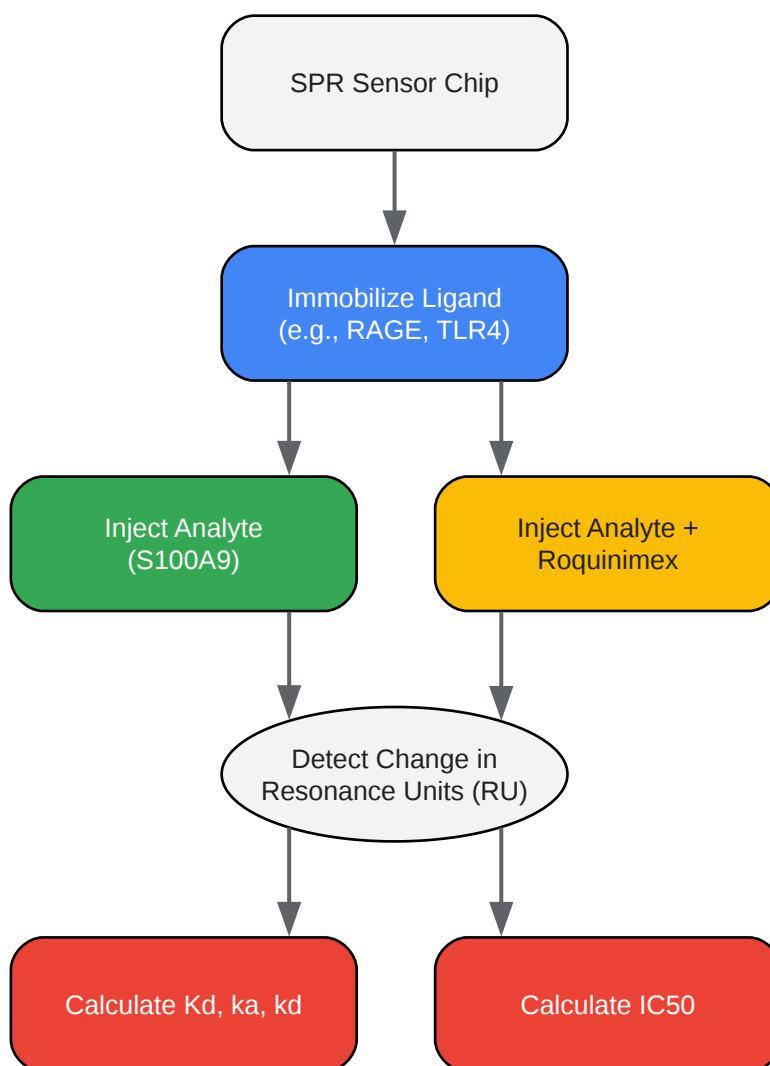 SPR Sensor Chip
Immobilize Ligand
(e.g., RAGE, TLR4)
Inject Analyte
(S100A9)
Inject Analyte +
Roquinimex
Detect Change in
Resonance Units (RU)
Calculate Kd, ka, kd
Calculate IC50